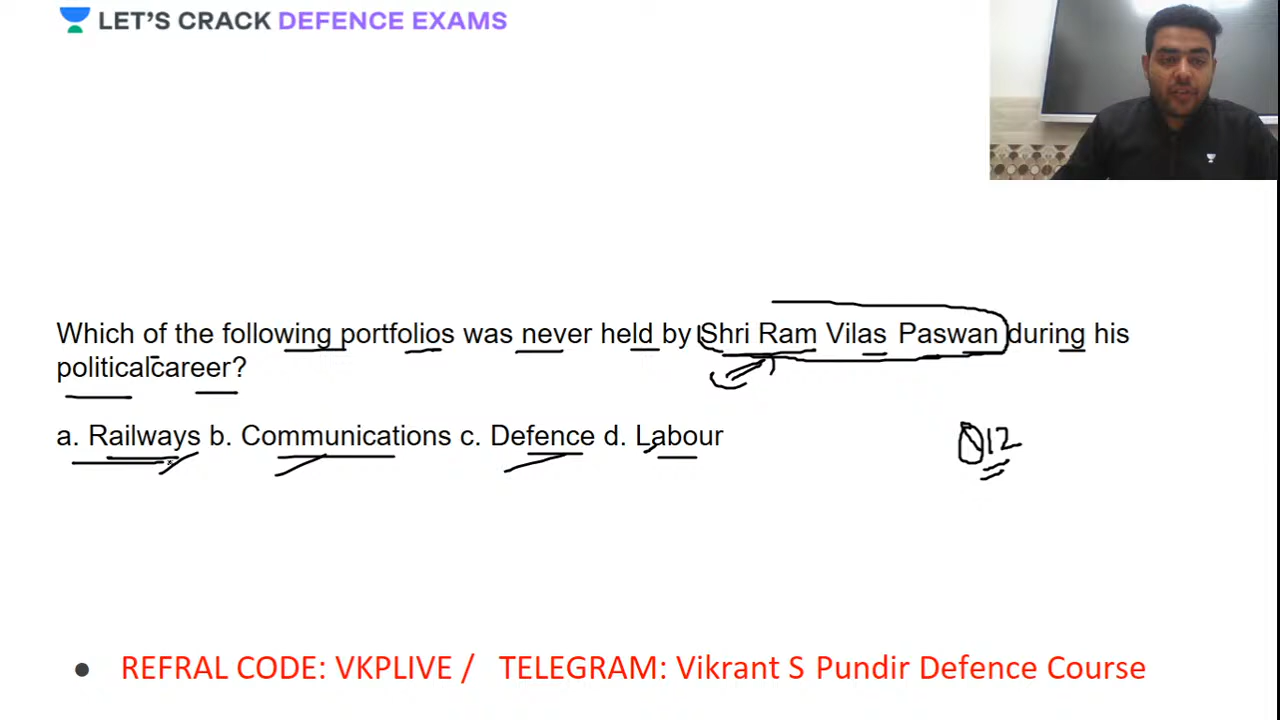 LET'S CRACK DEFENCE EXAMS
Which of the following portfolios was never held by Shri Ram Vilas Paswan during his
political career?
a. Railways b. Communications c. Defence d. Labour
Q12
● REFRAL CODE: VKPLIVE / TELEGRAM: Vikrant S Pundir Defence Course